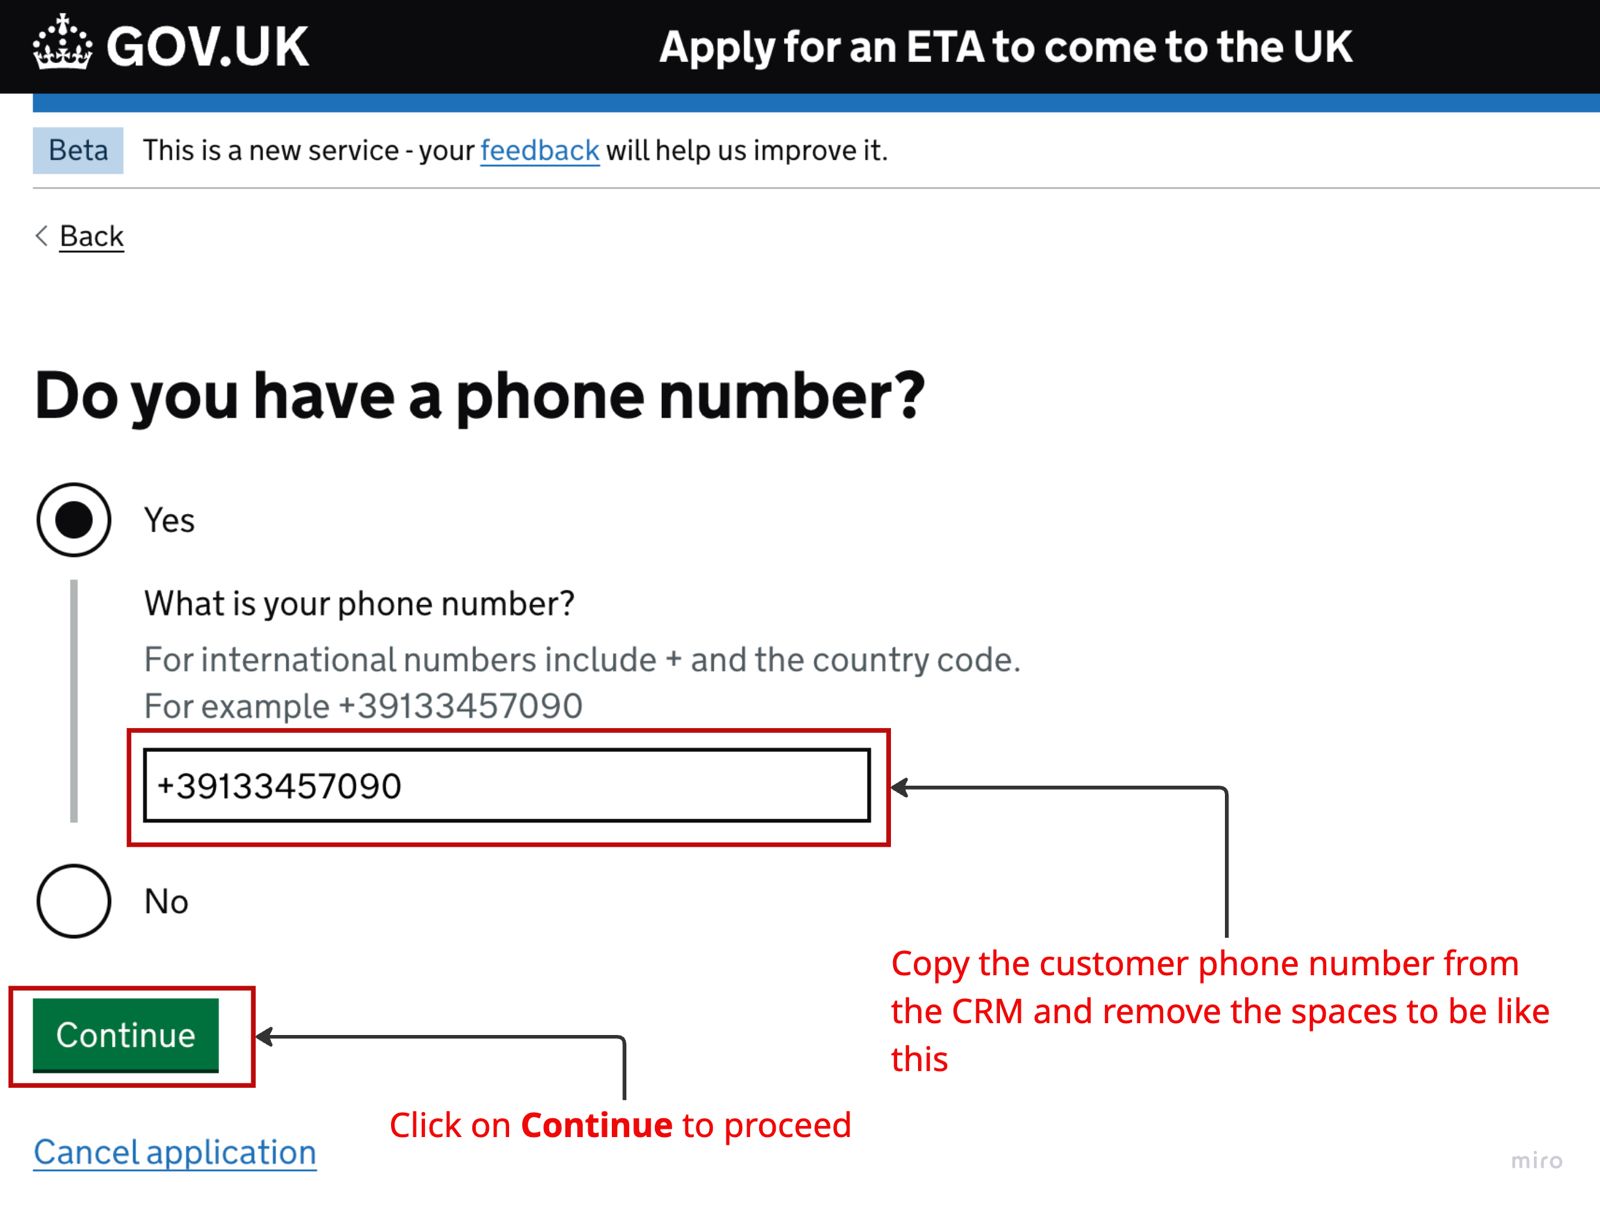 GOV.UK
Apply for an ETA to come to the UK
Beta
This is a new service - your feedback will help us improve it.
Back
Do you have a phone number?
Yes
What is your phone number?
For international numbers include + and the country code.
For example +39133457090
+39133457090
No
Copy the customer phone number from
the CRM and remove the spaces to be like
this
Continue
Click on Continue to proceed
Cancel application
miro